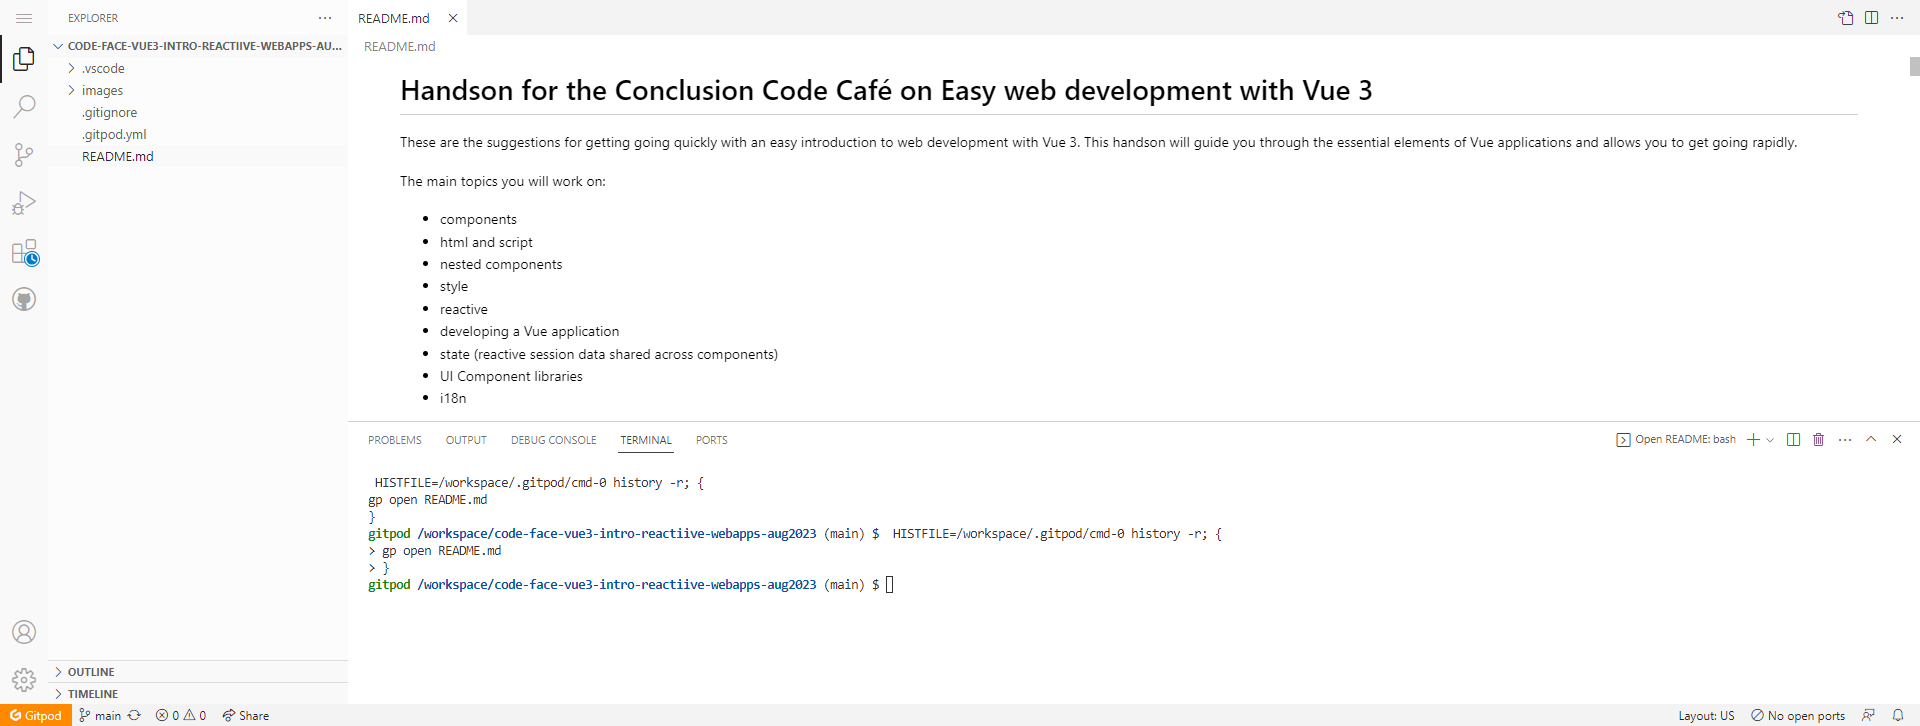 EXPLORER
README.md
CODE-FACE-VUE3-INTRO-REACTIIVE-WEBAPPS-AU...
.vscode
images
.gitignore
.gitpod.yml
README.md
OUTLINE
TIMELINE
README.md
Handson for the Conclusion Code Café on Easy web development with Vue 3
These are the suggestions for getting going quickly with an easy introduction to web development with Vue 3. This handson will guide you through the essential elements of Vue applications and allows you to get going rapidly.
The main topics you will work on:
components
html and script
nested components
style
reactive
developing a Vue application
state (reactive session data shared across components)
UI Component libraries
i18n
PROBLEMS OUTPUT DEBUG CONSOLE TERMINAL PORTS Open README: bash
HISTFILE=/workspace/.gitpod/cmd-0 history -r; {
gp open README.md
}
gitpod /workspace/code-face-vue3-intro-reactiive-webapps-aug2023 (main) $  HISTFILE=/workspace/.gitpod/cmd-0 history -r; {
> gp open README.md
> }
gitpod /workspace/code-face-vue3-intro-reactiive-webapps-aug2023 (main) $
Gitpod main 0 0 Share Layout: US No open ports